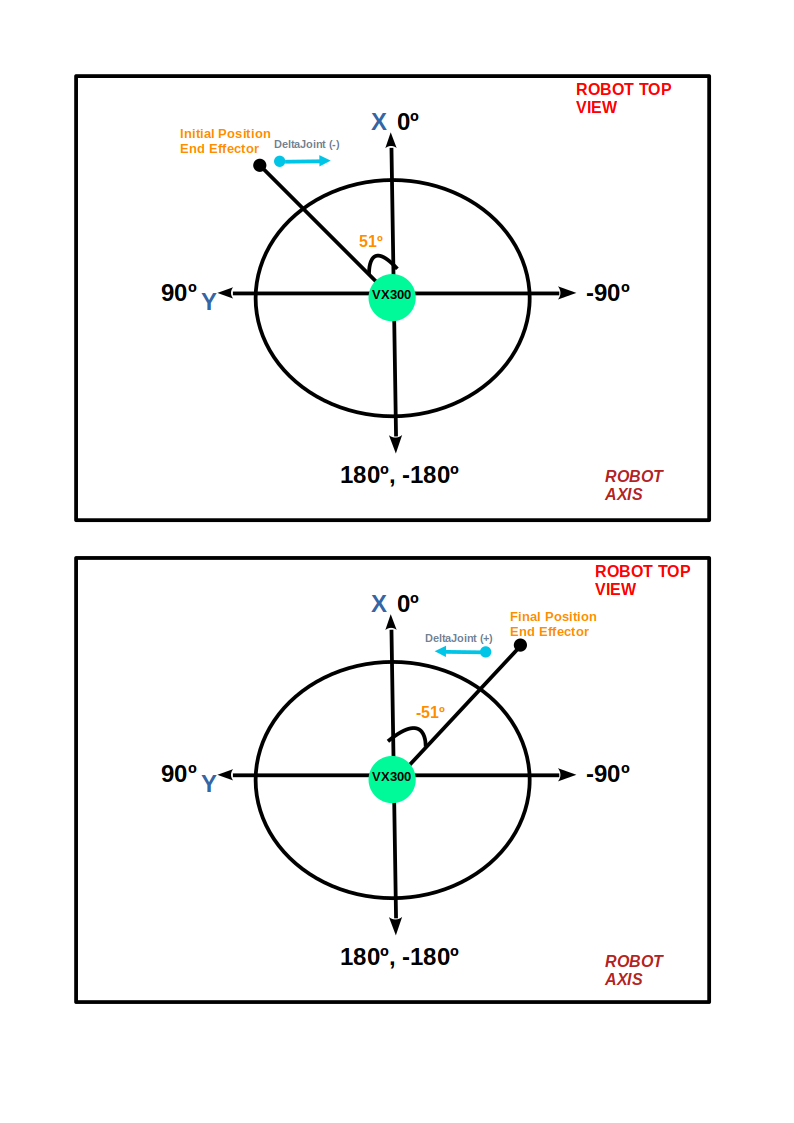 ROBOT TOP
VIEW
X 0º
Initial Position
End Effector
DeltaJoint (-)
51º
90º Y
VX300
-90º
180º, -180º
ROBOT
AXIS
ROBOT TOP
VIEW
X 0º
Final Position
End Effector
DeltaJoint (+)
-51º
90º Y
VX300
-90º
180º, -180º
ROBOT
AXIS